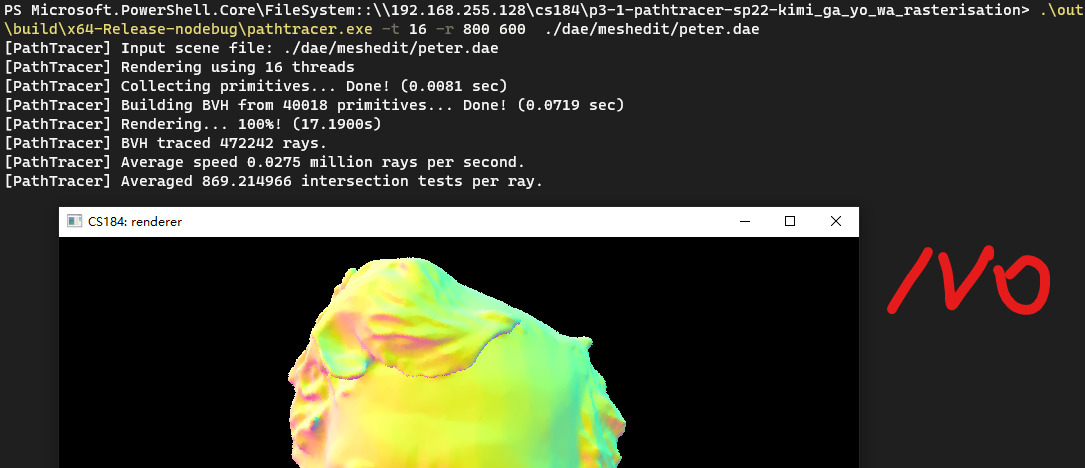 PS Microsoft.PowerShell.Core\FileSystem::\\192.168.255.128\cs184\p3-1-pathtracer-sp22-kimi_ga_yo_wa_rasterisation> .\out
\build\x64-Release-nodebug\pathtracer.exe -t 16 -r 800 600  ./dae/meshedit/peter.dae
[PathTracer] Input scene file: ./dae/meshedit/peter.dae
[PathTracer] Rendering using 16 threads
[PathTracer] Collecting primitives... Done! (0.0081 sec)
[PathTracer] Building BVH from 40018 primitives... Done! (0.0719 sec)
[PathTracer] Rendering... 100%! (17.1900s)
[PathTracer] BVH traced 472242 rays.
[PathTracer] Average speed 0.0275 million rays per second.
[PathTracer] Averaged 869.214966 intersection tests per ray.
CS184: renderer
NO